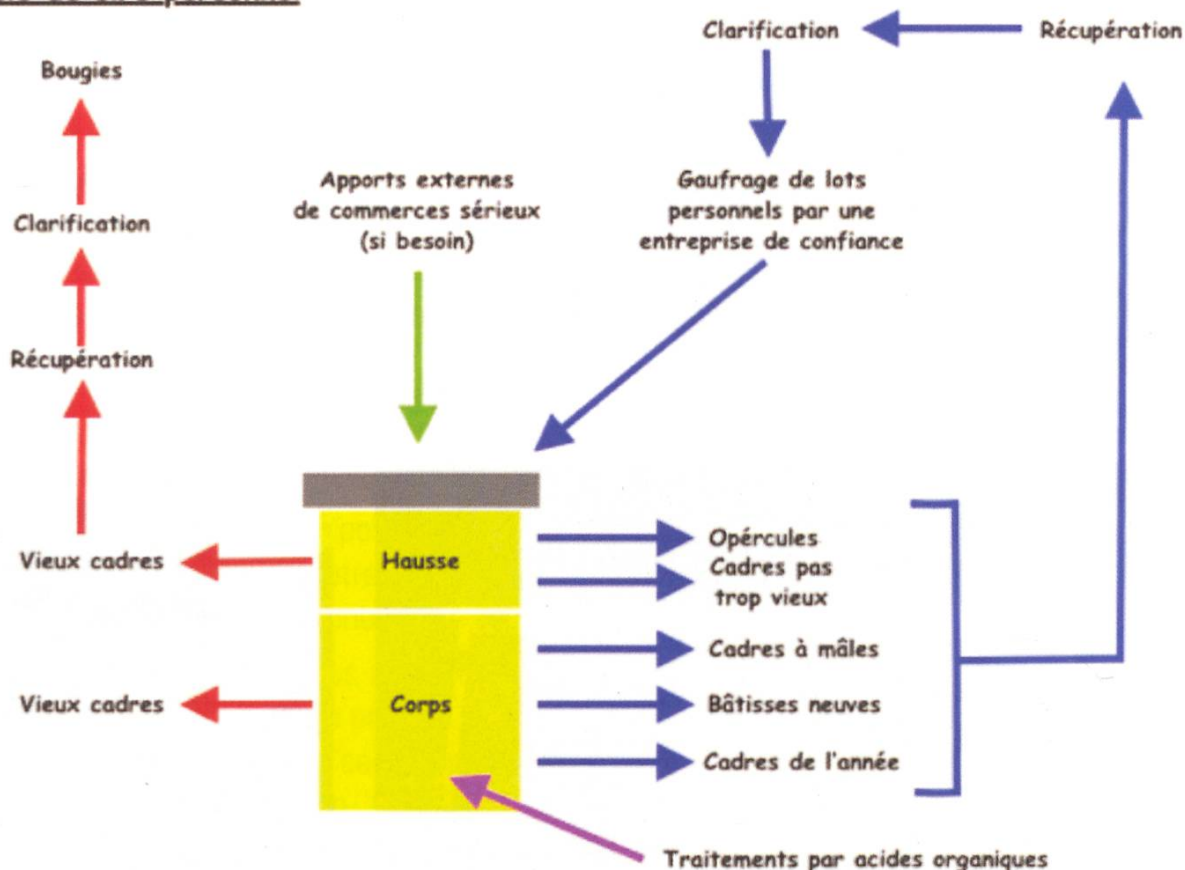 Clarification
Récupération
Bougies
Apports externes
de commerces sérieux
(si besoin)
Gaufrage de lots
personnels par une
entreprise de confiance
Clarification
Récupération
Vieux cadres
Hausse
Opércules
Cadres pas
trop vieux
Cadres à mâles
Vieux cadres
Corps
Bâtisses neuves
Cadres de l'année
Traitements par acides organiques